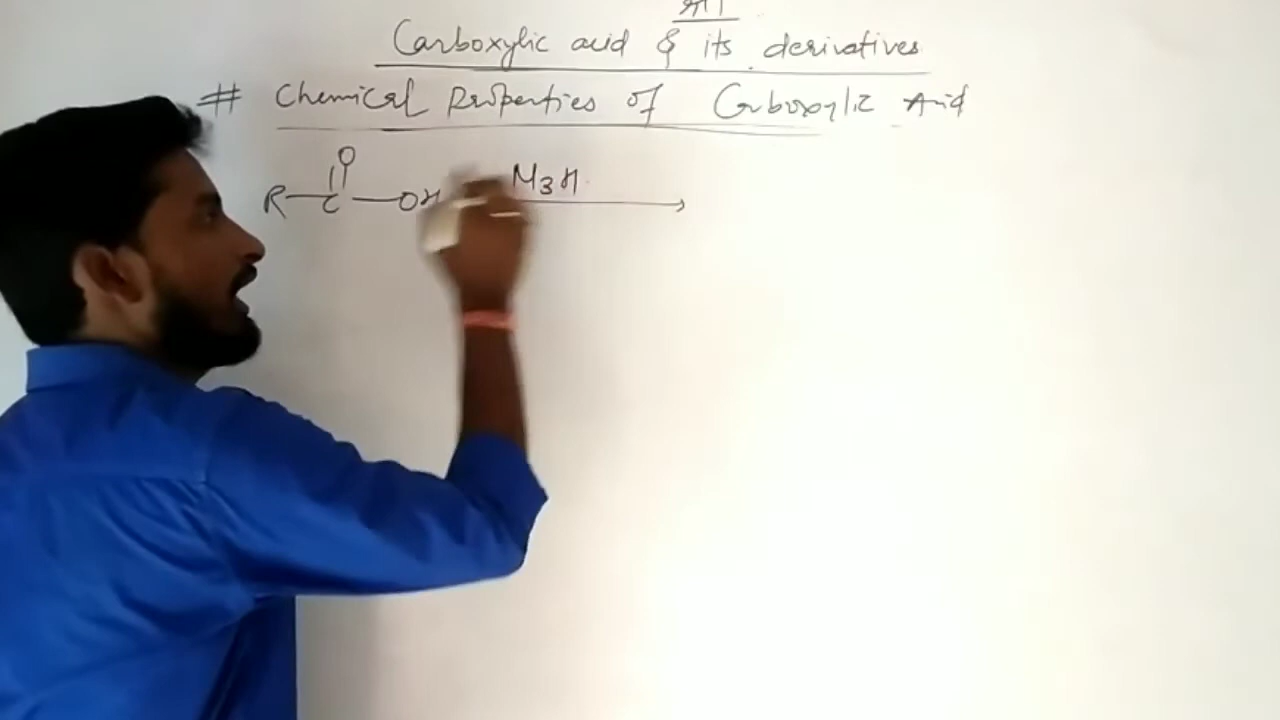 श्री
Carboxylic acid & its derivatives
# Chemical Properties of Carboxylic Acid
O
R—C—OH N3H